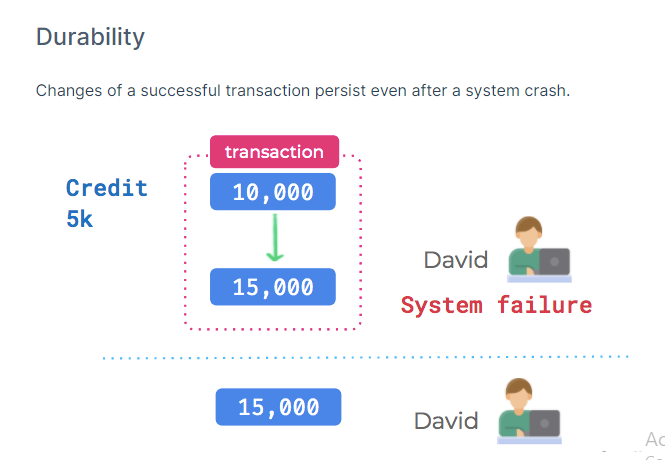 Durability
Changes of a successful transaction persist even after a system crash.
transaction
Credit
5k
10,000
15,000
David
System failure
15,000
David